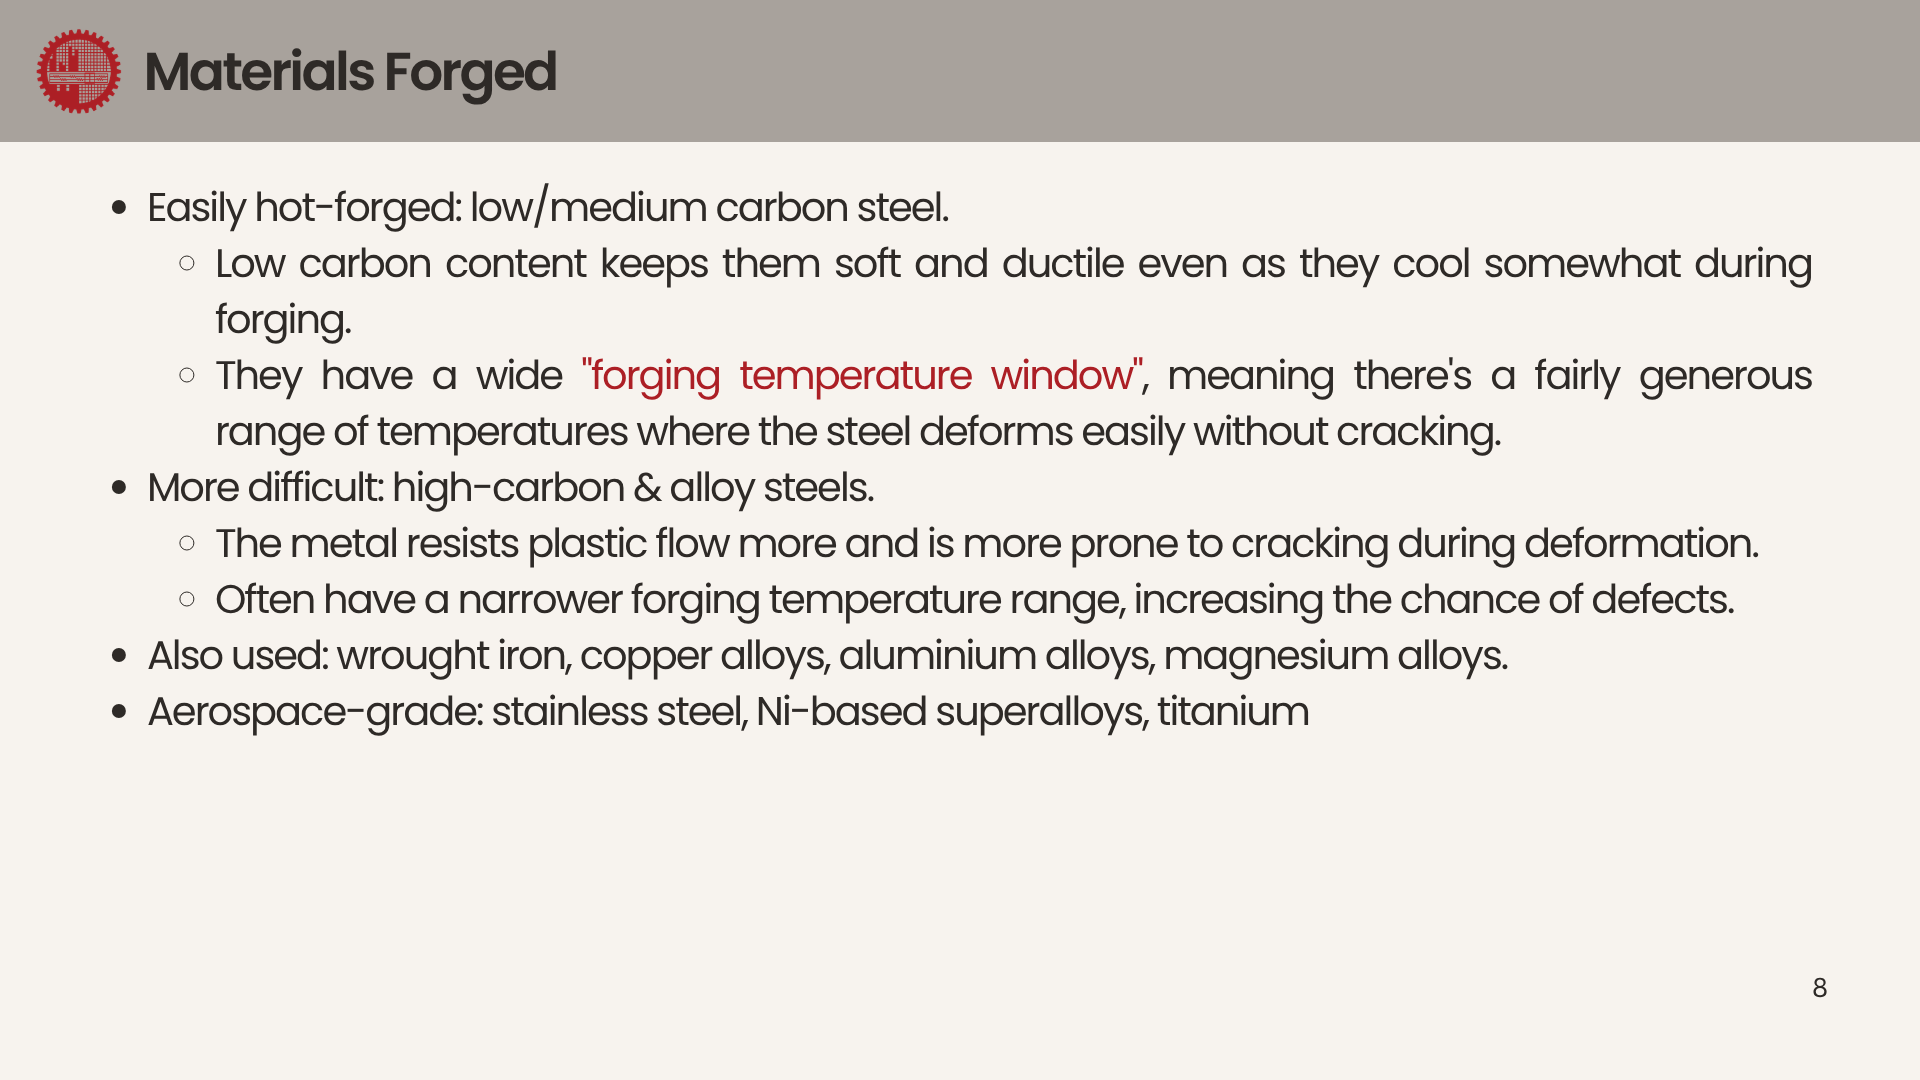 Materials Forged
• Easily hot-forged: low/medium carbon steel.
○ Low carbon content keeps them soft and ductile even as they cool somewhat during
forging.
○ They have a wide "forging temperature window", meaning there's a fairly generous
range of temperatures where the steel deforms easily without cracking.
• More difficult: high-carbon & alloy steels.
○ The metal resists plastic flow more and is more prone to cracking during deformation.
○ Often have a narrower forging temperature range, increasing the chance of defects.
• Also used: wrought iron, copper alloys, aluminium alloys, magnesium alloys.
• Aerospace-grade: stainless steel, Ni-based superalloys, titanium
8